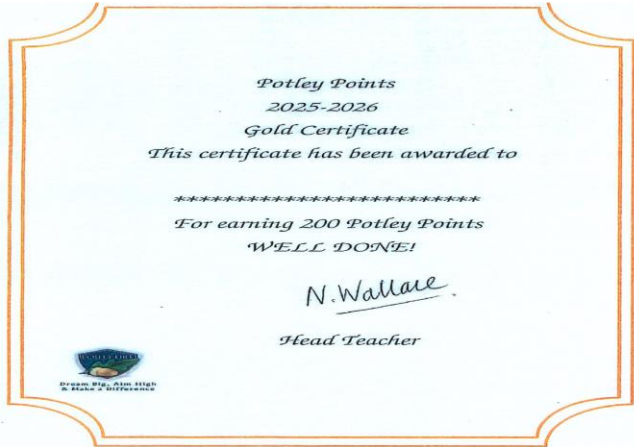 Potley Points
2025-2026
Gold Certificate
This certificate has been awarded to
*************************
For earning 200 Potley Points
WELL DONE!
N. Wallace
Head Teacher
Dream Big, Aim High
& Make a Difference